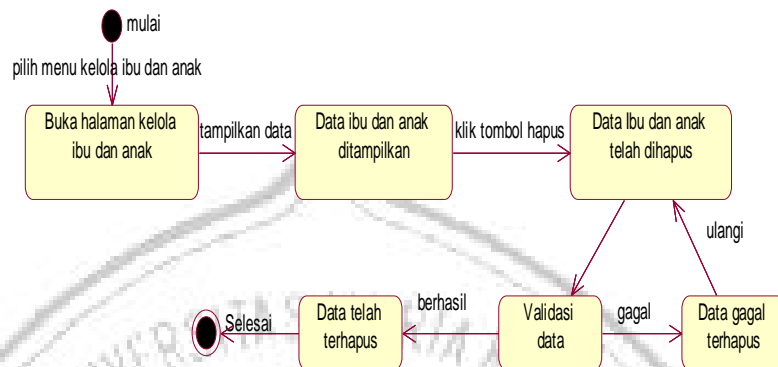 mulai
pilih menu kelola ibu dan anak
Buka halaman kelola
ibu dan anak
tampilkan data
Data ibu dan anak
ditampilkan
klik tombol hapus
Data Ibu dan anak
telah dihapus
ulangi
Selesai
Data telah
terhapus
berhasil
Validasi
data
gagal
Data gagal
terhapus